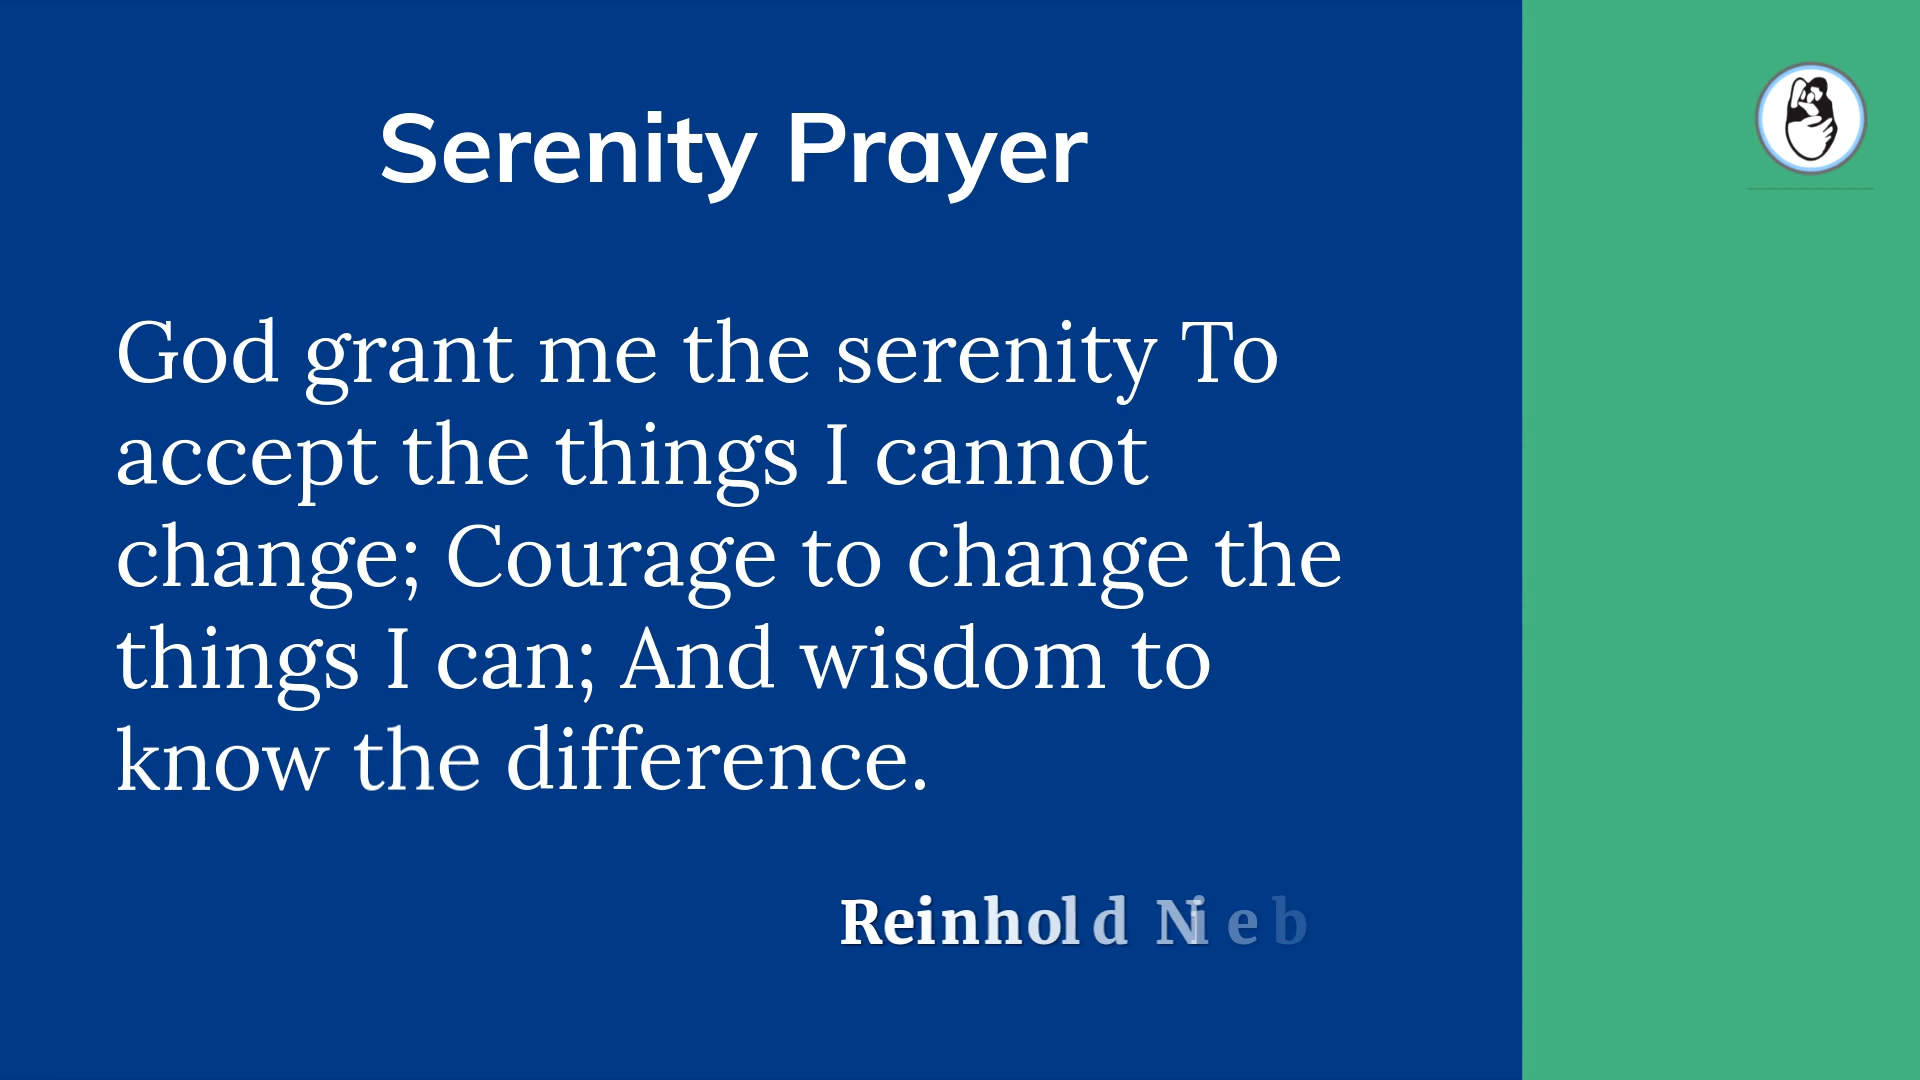 Serenity Prayer
God grant me the serenity To
accept the things I cannot
change; Courage to change the
things I can; And wisdom to
know the difference.
Reinhold Nieb